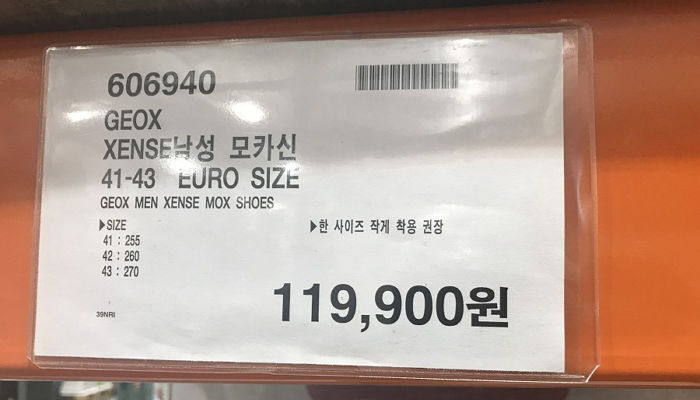 606940
GEOX
XENSE남성 모카신
41-43 EURO SIZE
GEOX MEN XENSE MOX SHOES
▶SIZE
41 : 255
42 : 260
43 : 270
▶한 사이즈 작게 착용 권장
119,900원
39NRI